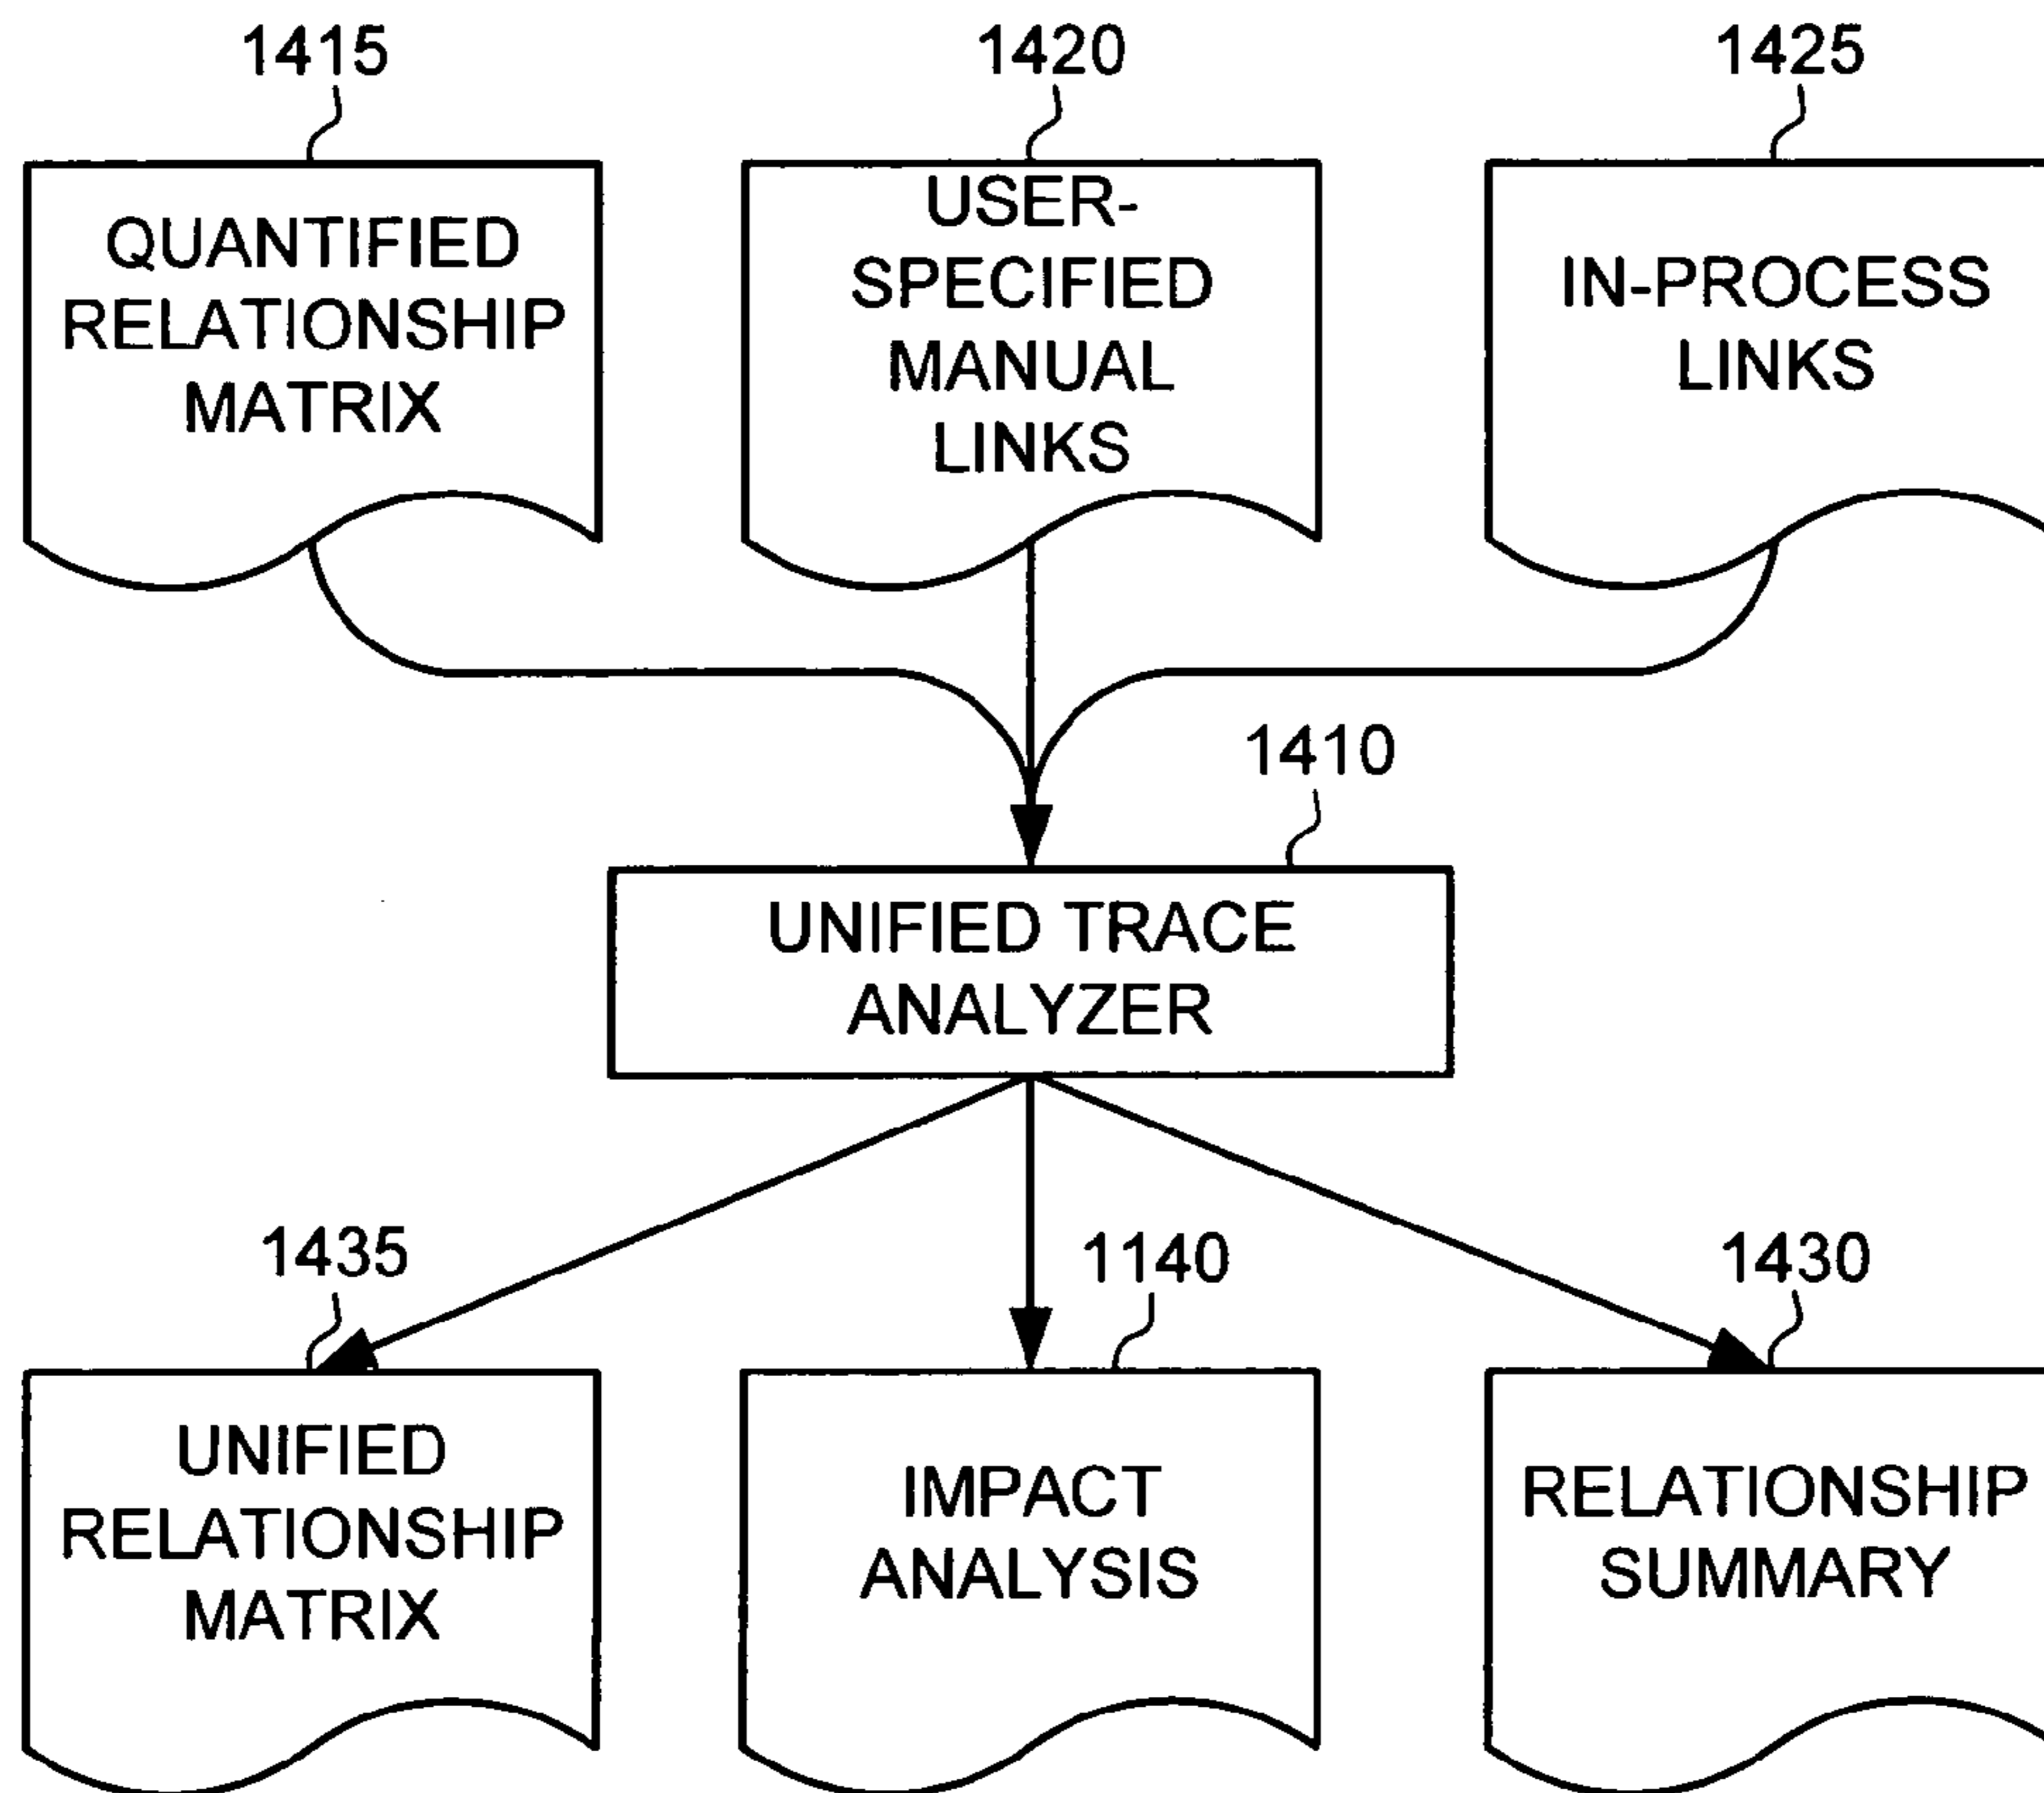 1415
1420
1425
QUANTIFIED
RELATIONSHIP
MATRIX
USER-
SPECIFIED
MANUAL
LINKS
IN-PROCESS
LINKS
1410
UNIFIED TRACE
ANALYZER
1435
1140
1430
UNIFIED
RELATIONSHIP
MATRIX
IMPACT
ANALYSIS
RELATIONSHIP
SUMMARY